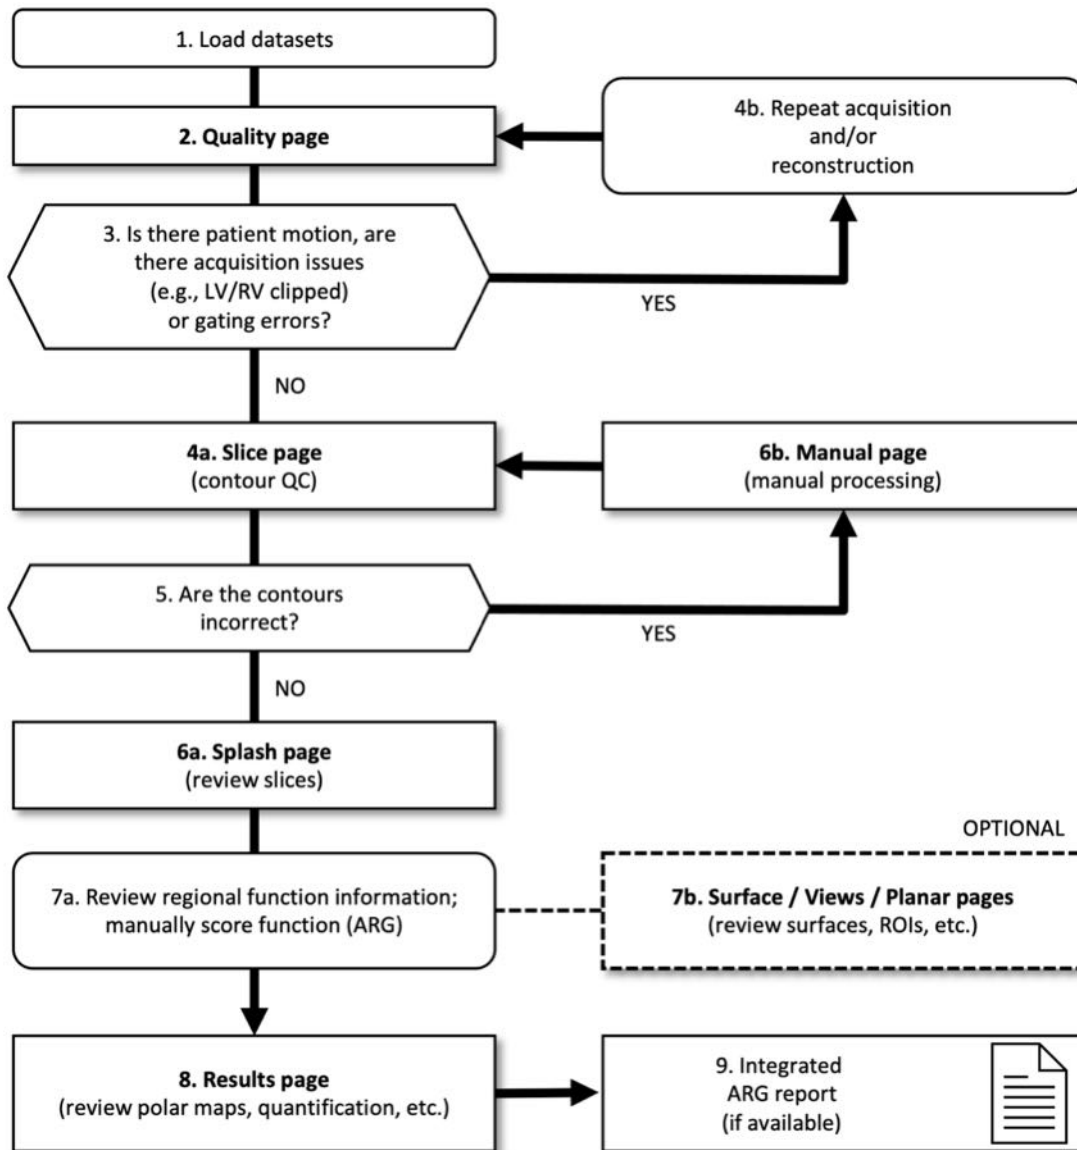 1. Load datasets
2. Quality page
4b. Repeat acquisition
and/or
reconstruction
3. Is there patient motion, are
there acquisition issues
(e.g., LV/RV clipped)
or gating errors?
YES
NO
4a. Slice page
(contour QC)
6b. Manual page
(manual processing)
5. Are the contours
incorrect?
YES
NO
6a. Splash page
(review slices)
OPTIONAL
7a. Review regional function information;
manually score function (ARG)
7b. Surface / Views / Planar pages
(review surfaces, ROIs, etc.)
8. Results page
(review polar maps, quantification, etc.)
9. Integrated
ARG report
(if available)